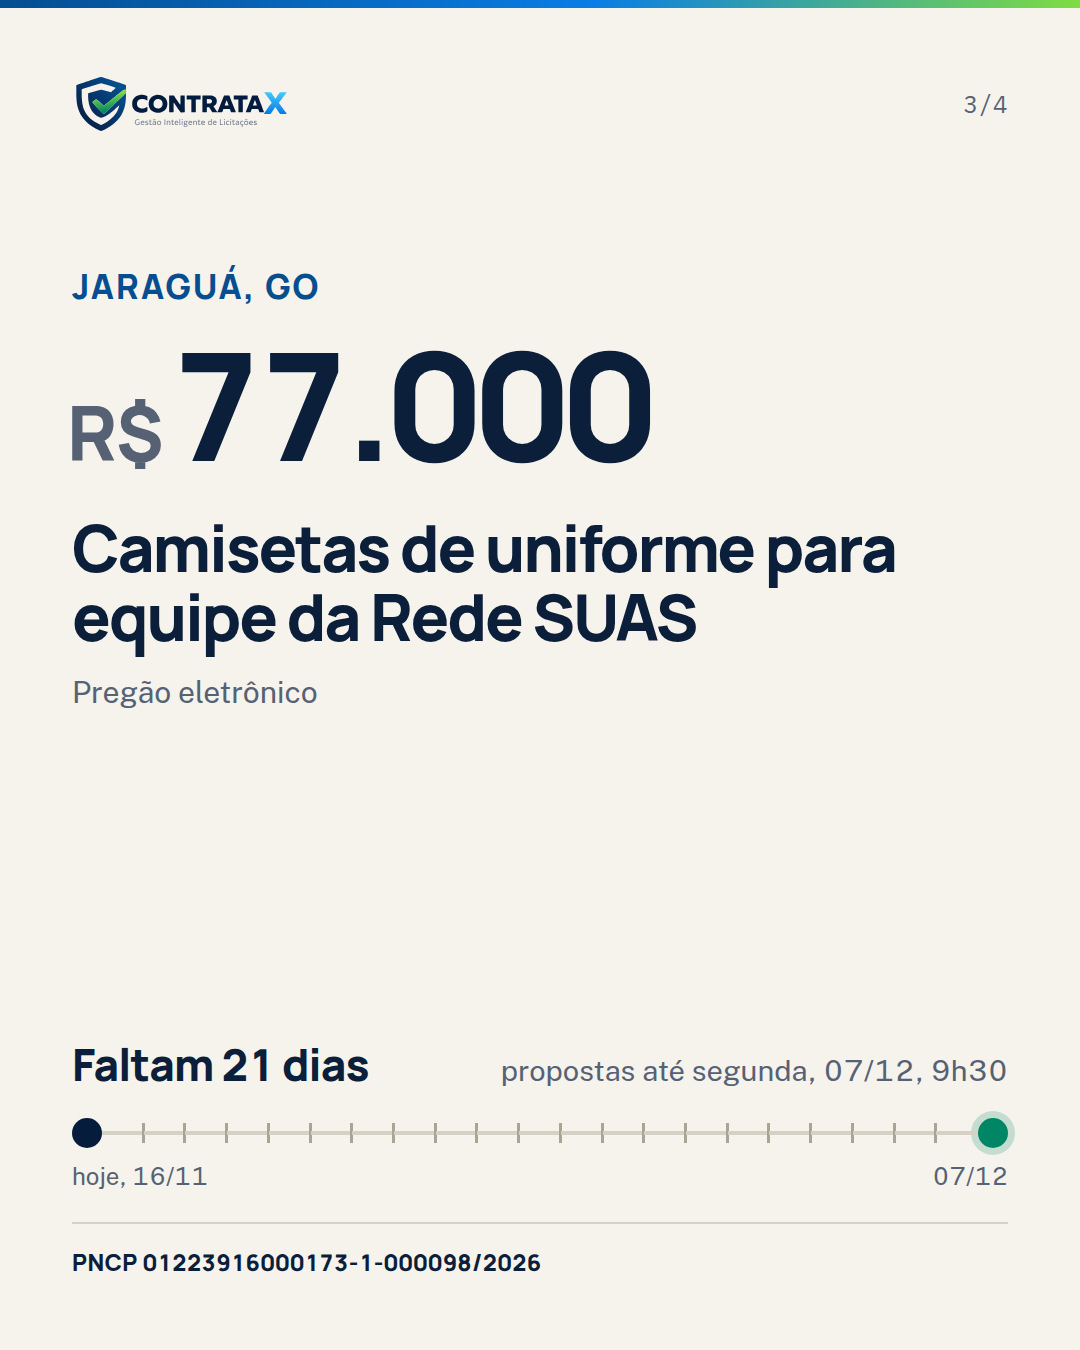 CONTRATAX
Gestão Inteligente de Licitações
3/4
JARAGUÁ, GO
R$ 77.000
Camisetas de uniforme para
equipe da Rede SUAS
Pregão eletrônico
Faltam 21 dias
propostas até segunda, 07/12, 9h30
hoje, 16/11
07/12
PNCP 01223916000173-1-000098/2026